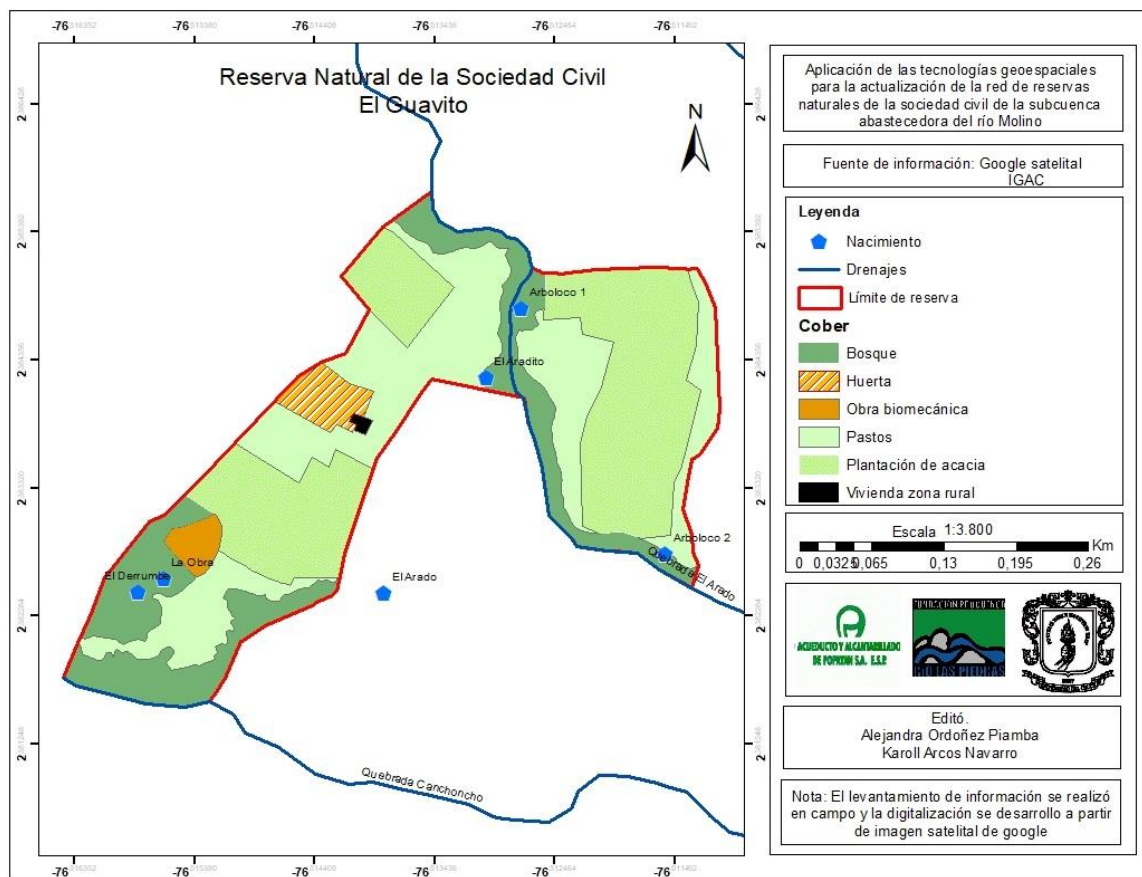 -76,516352 -76,515380 -76,514408 -76,513436 -76,512464 -76,511492
Reserva Natural de la Sociedad Civil
El Guavito
N
Arboloco 1
El Aradito
Arboloco 2
Quebrada El Arado
La Obra
El Derrumbe
El Arado
Quebrada Canchoncho
Aplicación de las tecnologías geoespaciales
para la actualización de la red de reservas
naturales de la sociedad civil de la subcuenca
abastecedora del río Molino
Fuente de información: Google satelital
IGAC
Leyenda
Nacimiento
Drenajes
Límite de reserva
Cober
Bosque
Huerta
Obra biomecánica
Pastos
Plantación de acacia
Vivienda zona rural
Escala 1:3.800
Km
0 0,0325 0,065 0,13 0,195 0,26
ACUEDUCTO Y ALCANTARILLADO
DE POPAYAN S.A. E.S.P.
RIO LAS PIEDRAS
Editó.
Alejandra Ordoñez Piamba
Karoll Arcos Navarro
Nota: El levantamiento de información se realizó
en campo y la digitalización se desarrollo a partir
de imagen satelital de google